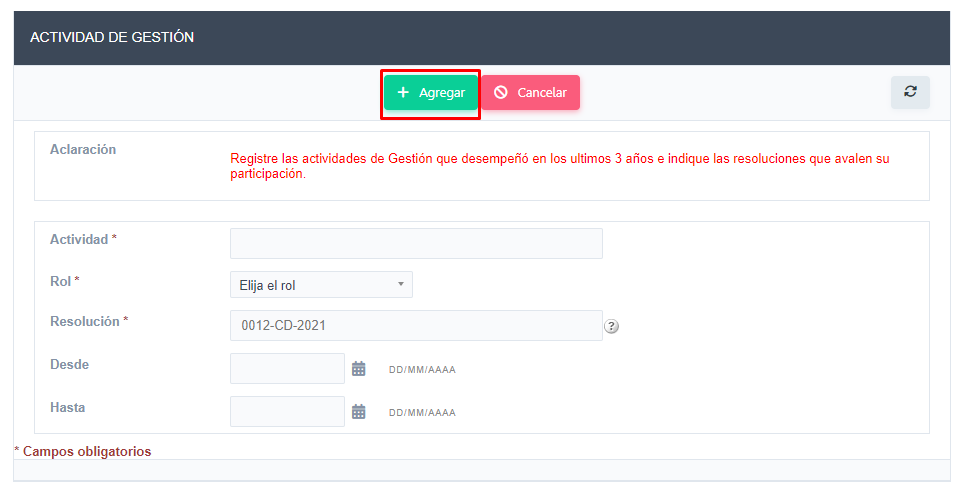 ACTIVIDAD DE GESTIÓN
+ Agregar Cancelar
Aclaración
Registre las actividades de Gestión que desempeñó en los ultimos 3 años e indique las resoluciones que avalen su
participación.
Actividad *
Rol * Elija el rol
Resolución * 0012-CD-2021 ?
Desde DD/MM/AAAA
Hasta DD/MM/AAAA
* Campos obligatorios